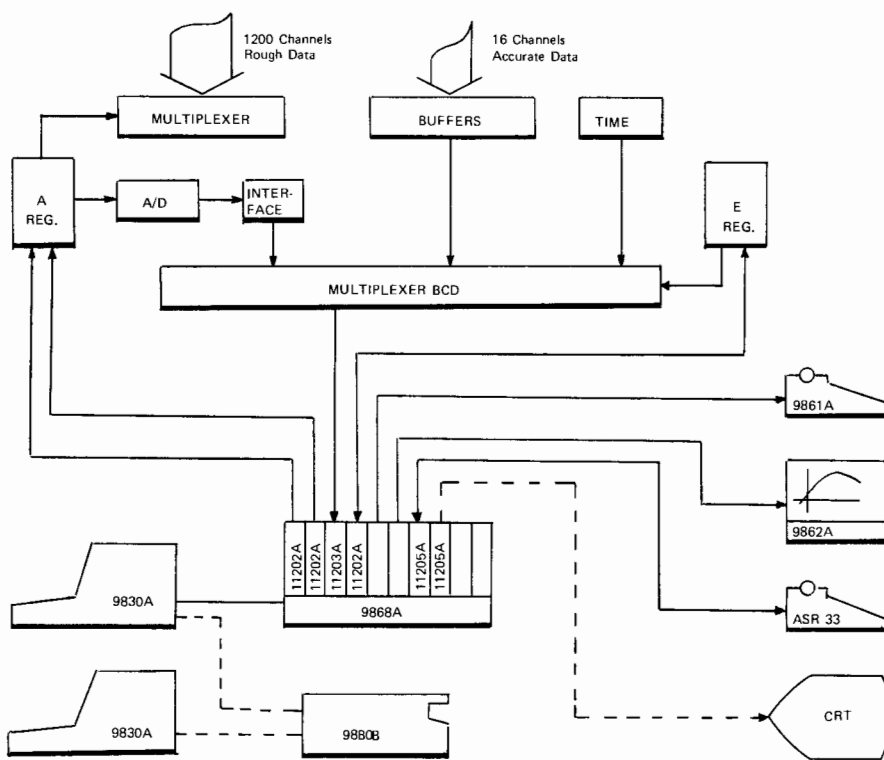 1200 Channels
Rough Data
16 Channels
Accurate Data
MULTIPLEXER
BUFFERS
TIME
A
REG.
A/D
INTER-
FACE
E
REG.
MULTIPLEXER BCD
9861A
9862A
11202A
11202A
11203A
11202A
11205A
11205A
9830A
9868A
ASR 33
9830A
9880B
CRT